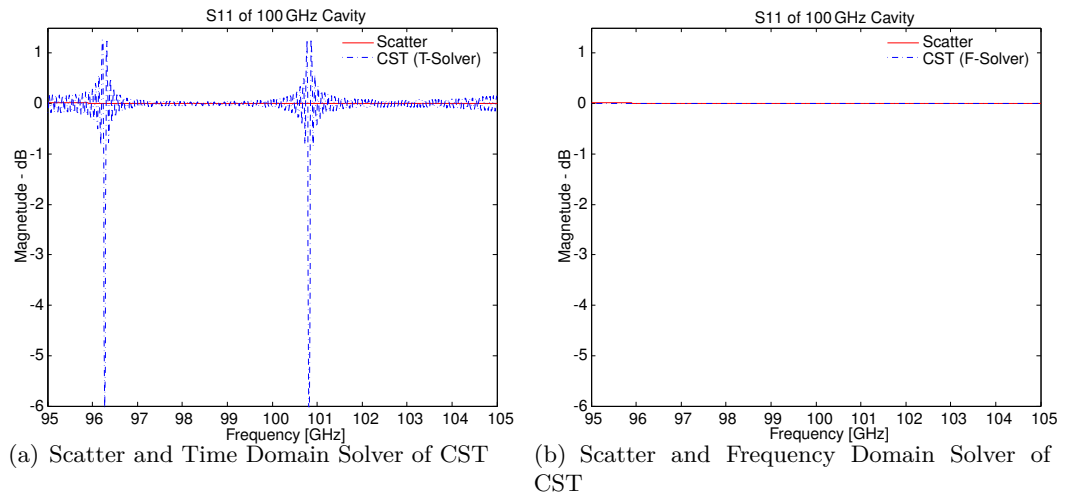 S11 of 100 GHz Cavity
Scatter
CST (T-Solver)
Magnetude - dB
1
0
-1
-2
-3
-4
-5
-6
95 96 97 98 99 100 101 102 103 104 105
Frequency [GHz]
(a) Scatter and Time Domain Solver of CST
S11 of 100 GHz Cavity
Scatter
CST (F-Solver)
Magnetude - dB
1
0
-1
-2
-3
-4
-5
-6
95 96 97 98 99 100 101 102 103 104 105
Frequency [GHz]
(b) Scatter and Frequency Domain Solver of
CST